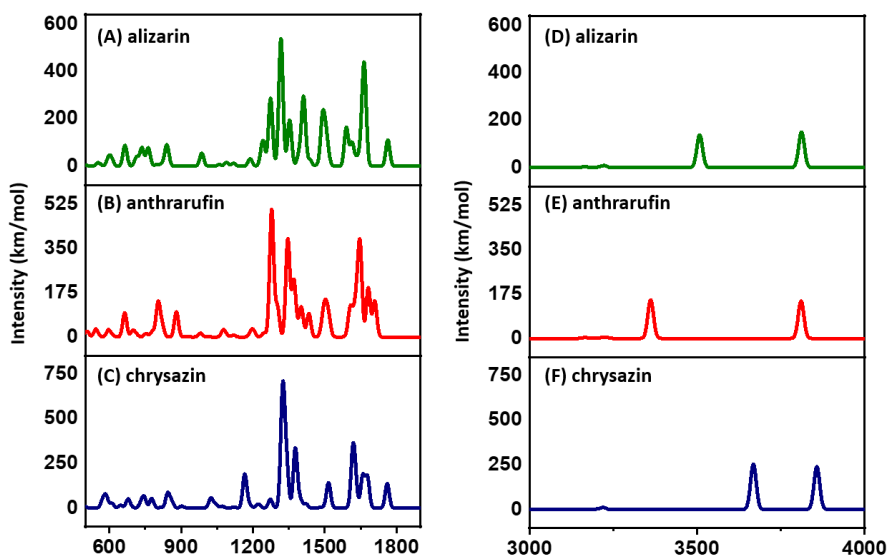 Intensity (km/mol)
(A) alizarin
600
400
200
0
(B) anthrarufin
525
350
175
0
(C) chrysazin
750
500
250
0
600 900 1200 1500 1800
Intensity (km/mol)
(D) alizarin
600
400
200
0
(E) anthrarufin
525
350
175
0
(F) chrysazin
750
500
250
0
3000 3500 4000